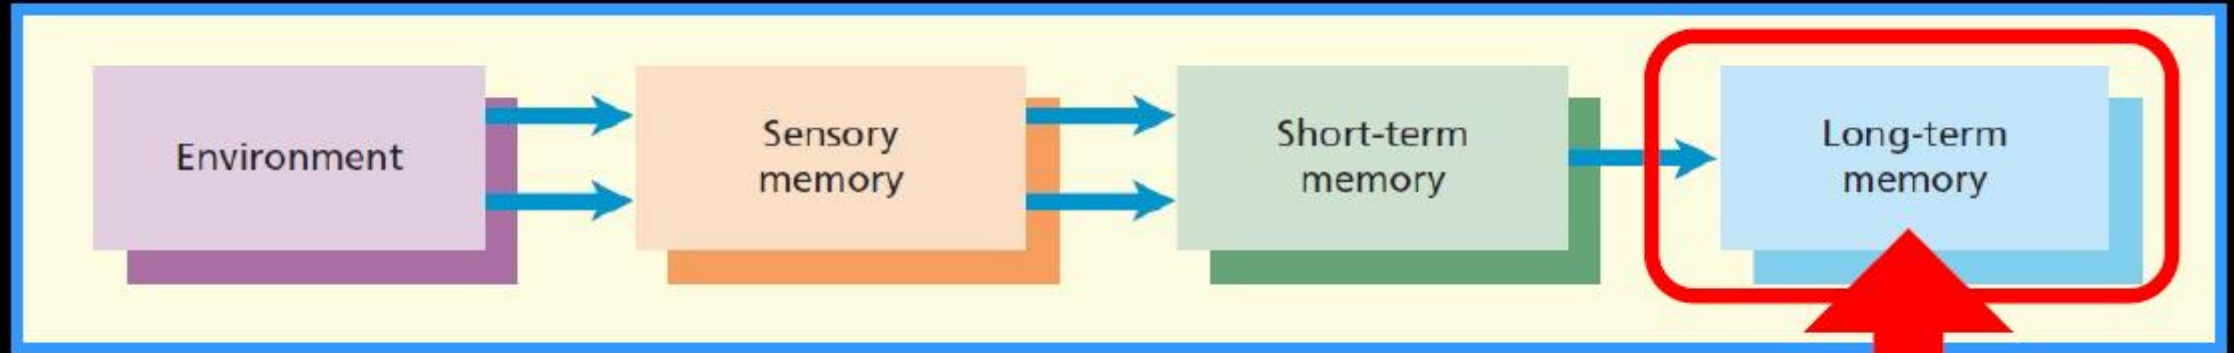 Environment
Sensory
memory
Short-term
memory
Long-term
memory